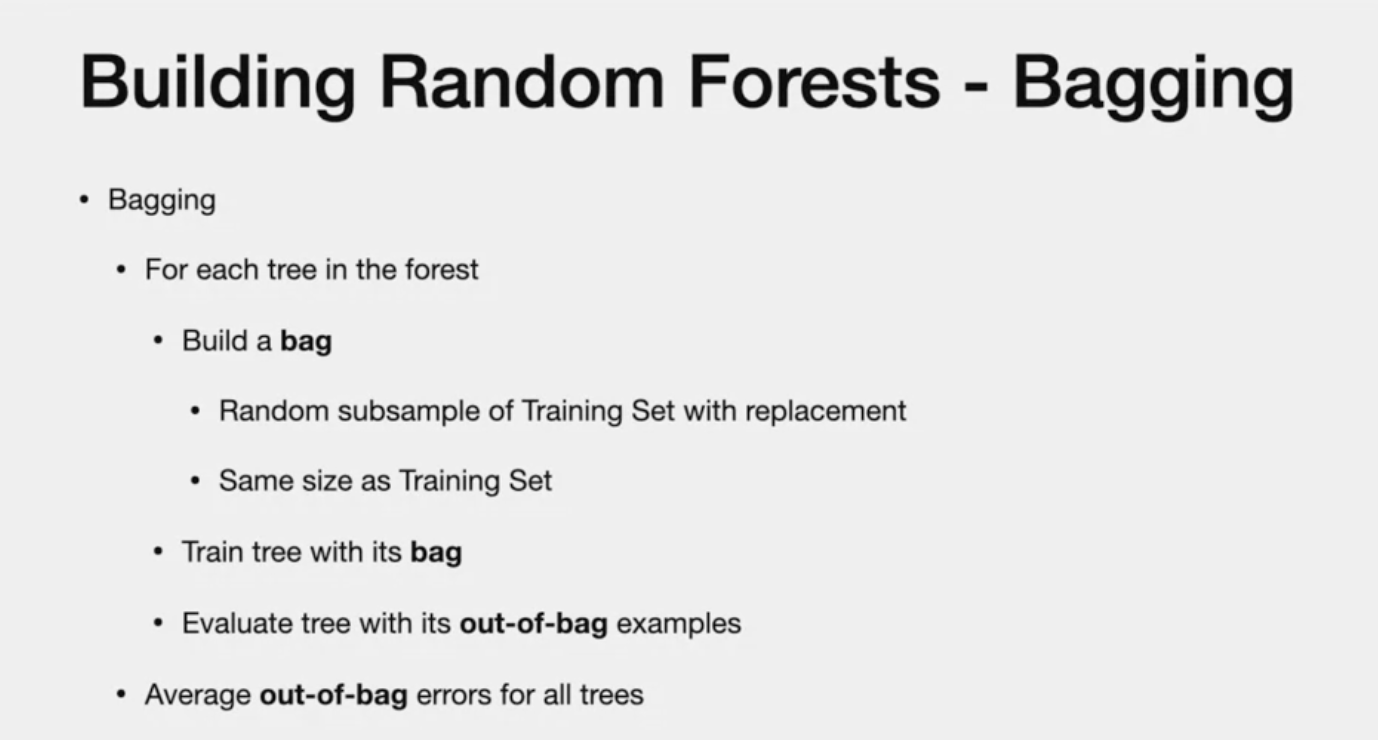 Building Random Forests - Bagging
• Bagging
• For each tree in the forest
• Build a bag
• Random subsample of Training Set with replacement
• Same size as Training Set
• Train tree with its bag
• Evaluate tree with its out-of-bag examples
• Average out-of-bag errors for all trees